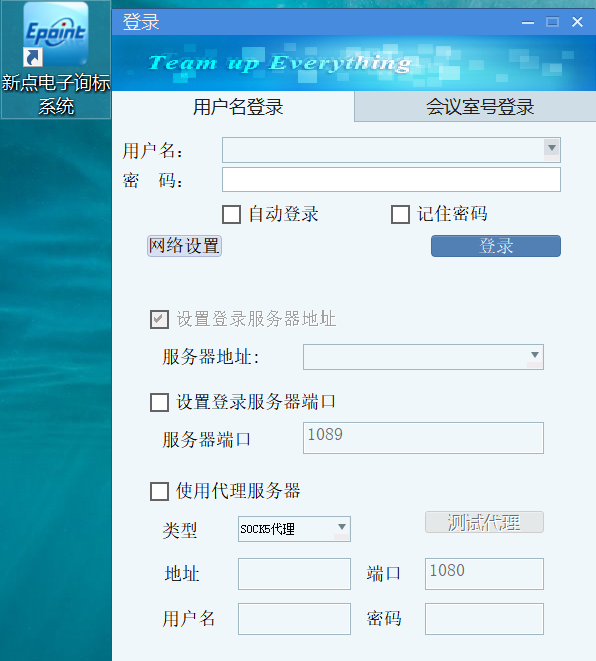 Epoint
新点电子询标
系统
登录
Team up Everything
用户名登录
会议室号登录
用户名:
密 码:
自动登录
记住密码
网络设置
登录
设置登录服务器地址
服务器地址:
设置登录服务器端口
服务器端口
1089
使用代理服务器
类型
SOCK5代理
测试代理
地址
端口
1080
用户名
密码